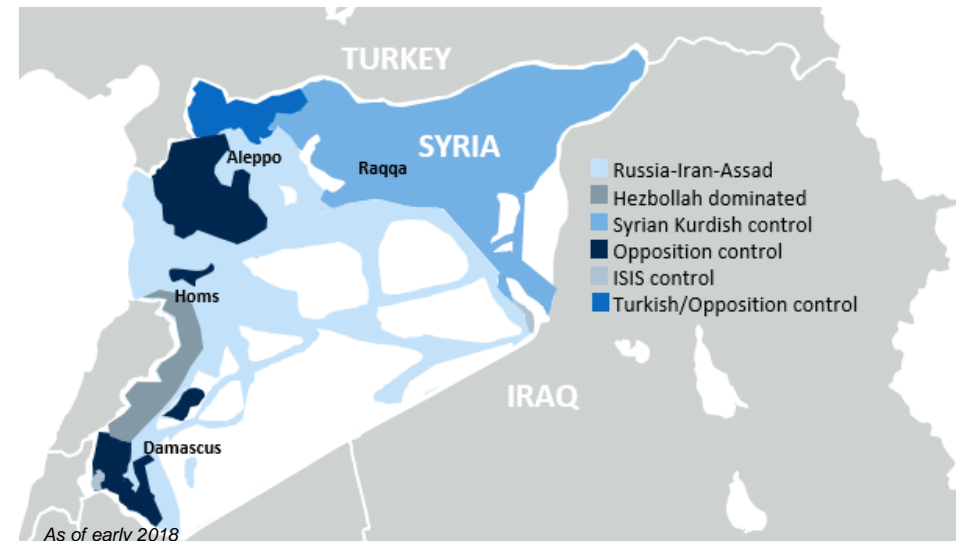 TURKEY
SYRIA
Aleppo
Raqqa
Russia-Iran-Assad
Hezbollah dominated
Syrian Kurdish control
Opposition control
ISIS control
Turkish/Opposition control
Homs
IRAQ
Damascus
As of early 2018